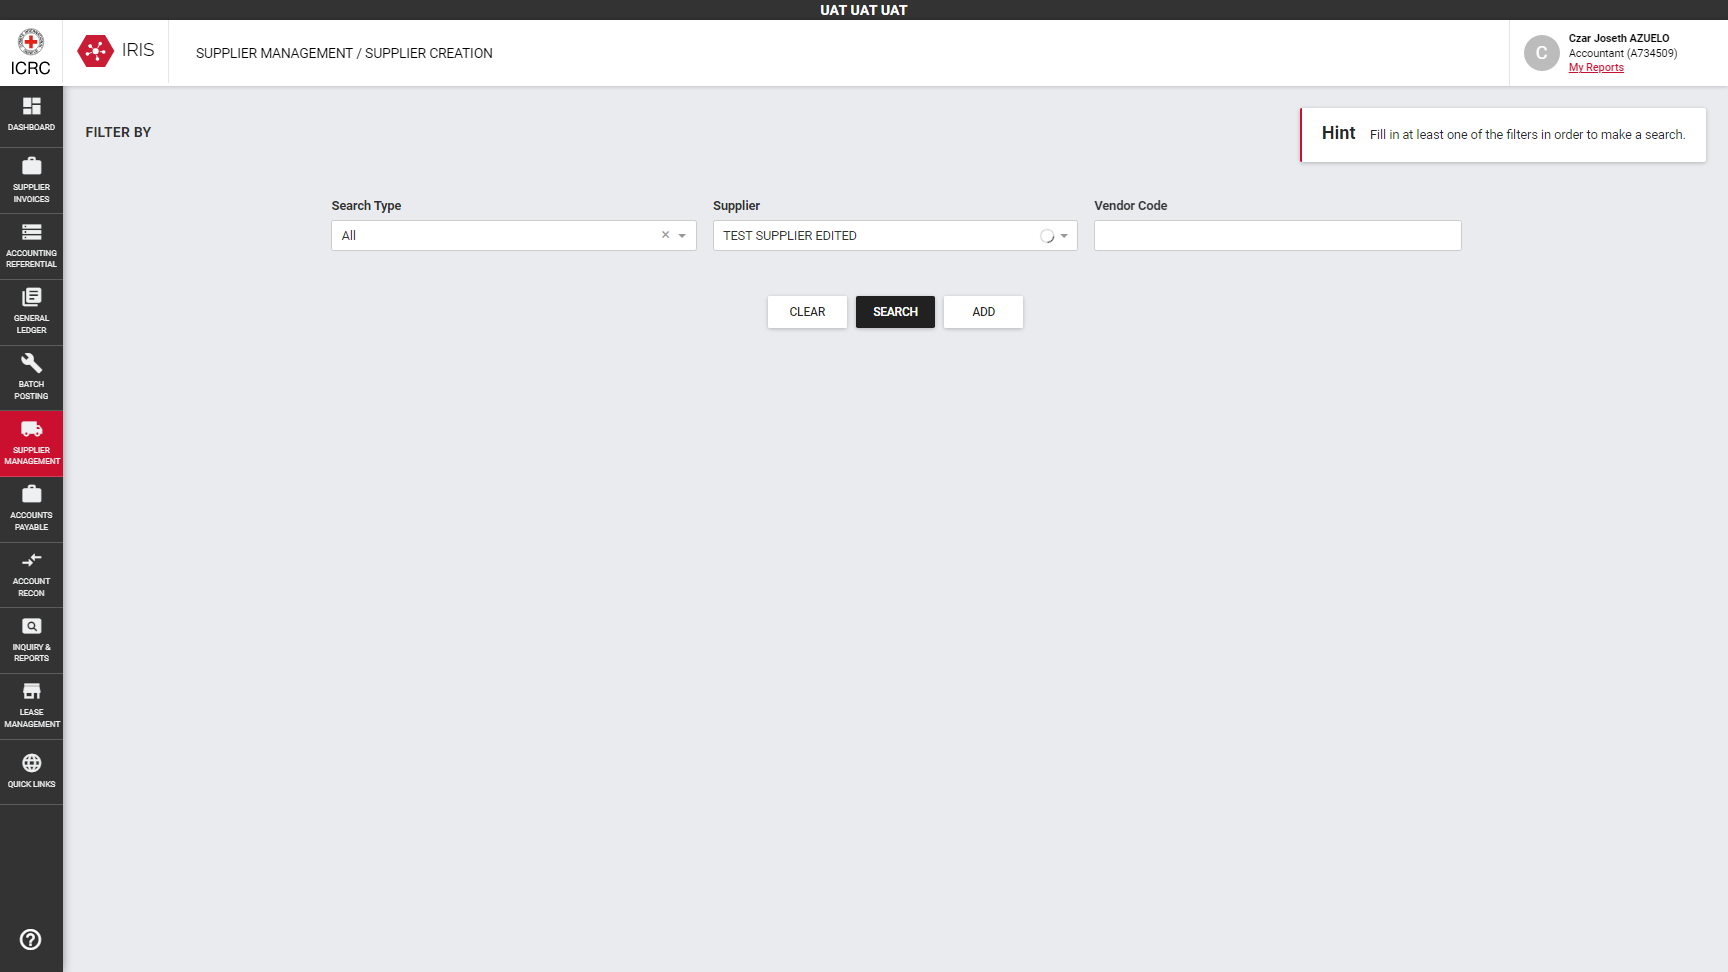 UAT UAT UAT
ICRC
IRIS
SUPPLIER MANAGEMENT / SUPPLIER CREATION
C
Czar Joseth AZUELO
Accountant (A734509)
My Reports
DASHBOARD
SUPPLIER
INVOICES
ACCOUNTING
REFERENTIAL
GENERAL
LEDGER
BATCH
POSTING
SUPPLIER
MANAGEMENT
ACCOUNTS
PAYABLE
ACCOUNT
RECON
INQUIRY &
REPORTS
LEASE
MANAGEMENT
QUICK LINKS
FILTER BY
Hint Fill in at least one of the filters in order to make a search.
Search Type
All
Supplier
TEST SUPPLIER EDITED
Vendor Code
CLEAR
SEARCH
ADD